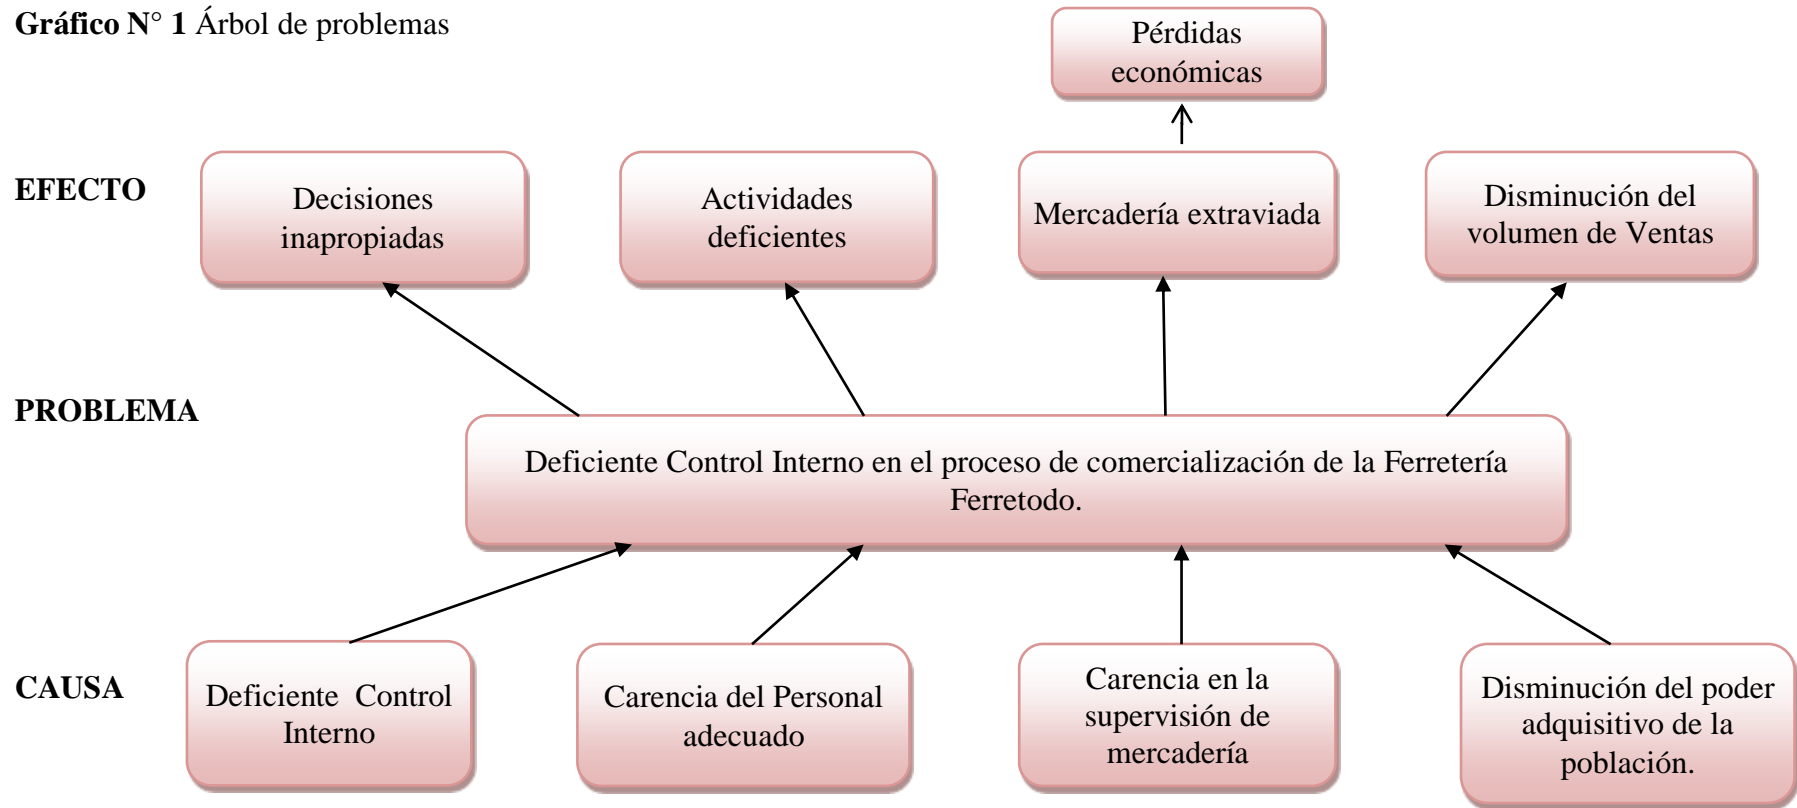 Gráfico N° 1 Árbol de problemas
Pérdidas
económicas
EFECTO
Decisiones
inapropiadas
Actividades
deficientes
Mercadería extraviada
Disminución del
volumen de Ventas
PROBLEMA
Deficiente Control Interno en el proceso de comercialización de la Ferretería
Ferretodo.
CAUSA
Deficiente Control
Interno
Carencia del Personal
adecuado
Carencia en la
supervisión de
mercadería
Disminución del poder
adquisitivo de la
población.